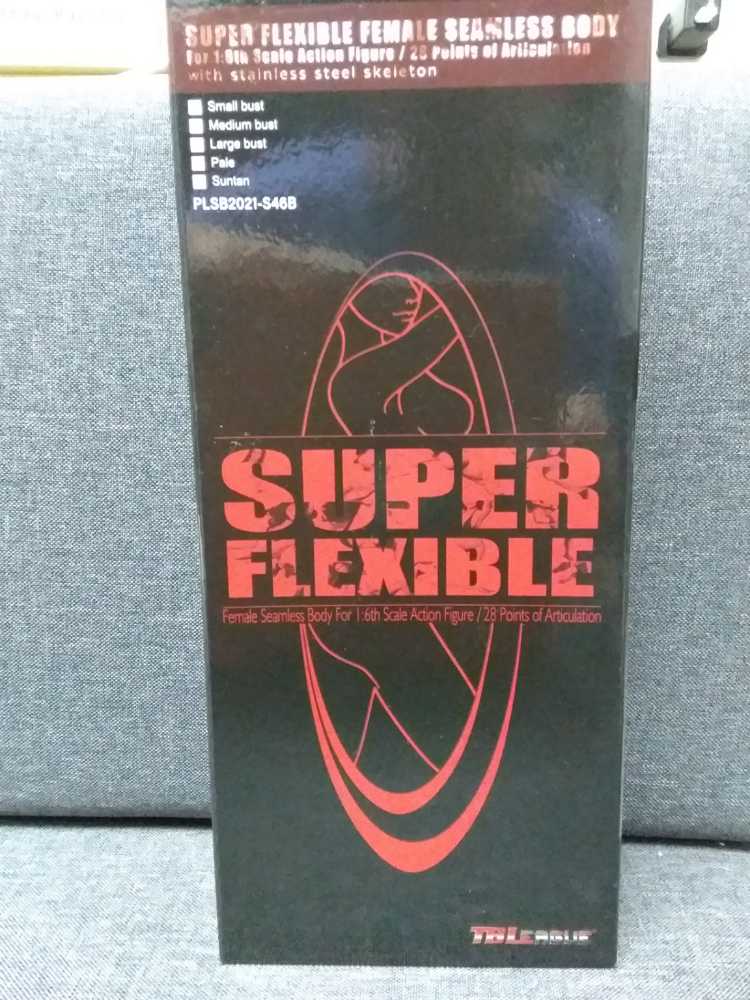 SUPER FLEXIBLE FEMALE SEAMLESS BODY
For 1:6th Scale Action Figure / 28 Points of Articulation
with stainless steel skeleton
Small bust
Medium bust
Large bust
Pale
Suntan
PLSB2021-S46B
SUPER
FLEXIBLE
Female Seamless Body For 1:6th Scale Action Figure / 28 Points of Articulation
TBLEAGUE